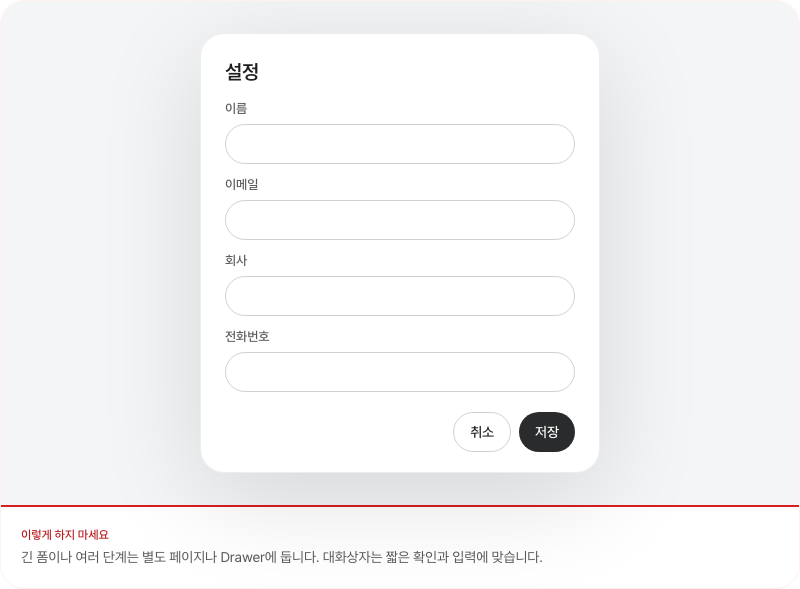 설정
이름
이메일
회사
전화번호
취소
저장
이렇게 하지 마세요
긴 폼이나 여러 단계는 별도 페이지나 Drawer에 둡니다. 대화상자는 짧은 확인과 입력에 맞습니다.